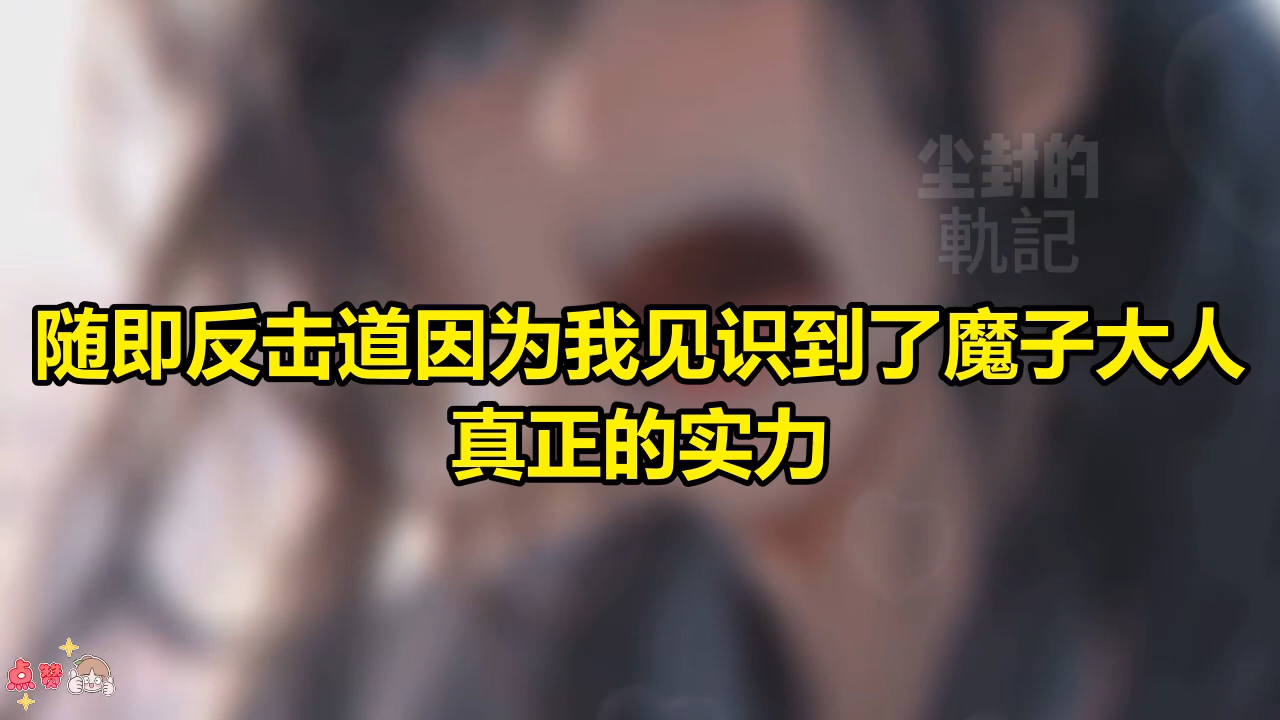 尘封的
軌記
随即反击道因为我见识到了魔子大人
真正的实力
点赞